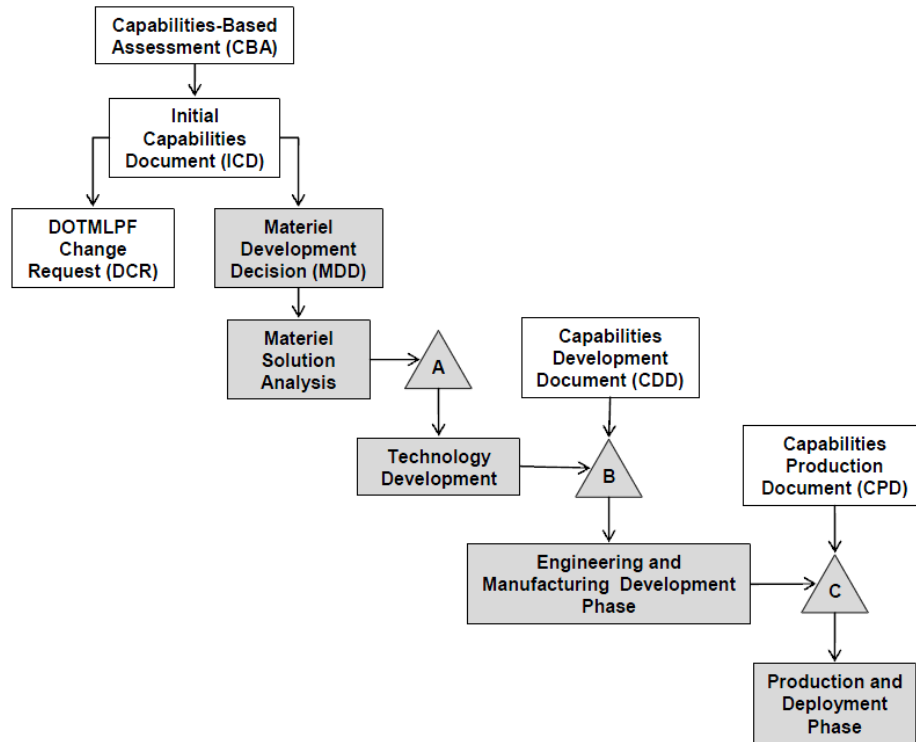 Capabilities-Based
Assessment (CBA)
Initial
Capabilities
Document (ICD)
DOTMLPF
Change
Request (DCR)
Materiel
Development
Decision (MDD)
Materiel
Solution
Analysis
A
Capabilities
Development
Document (CDD)
Technology
Development
B
Capabilities
Production
Document (CPD)
Engineering and
Manufacturing Development
Phase
C
Production and
Deployment
Phase